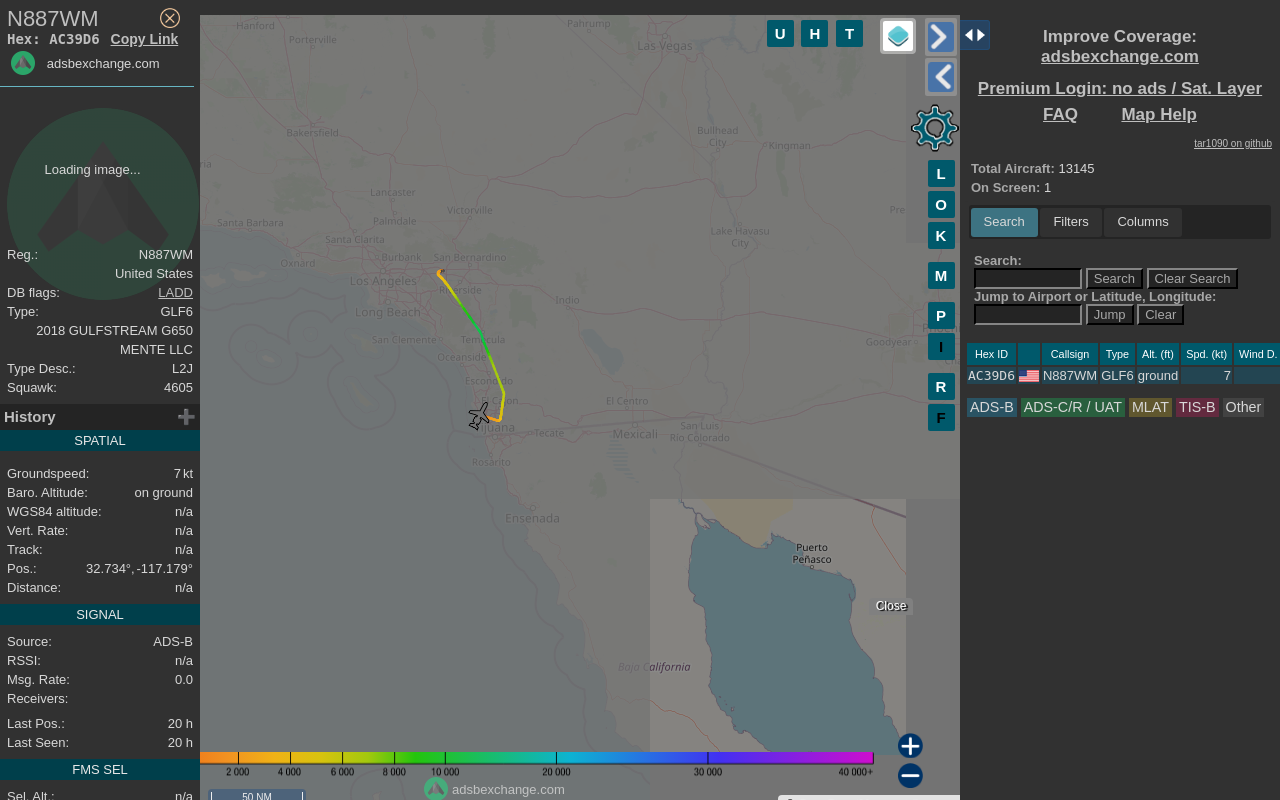 N887WM
Hex: AC39D6 Copy Link
adsbexchange.com
Loading image...
Reg.: N887WM
United States
DB flags: LADD
Type: GLF6
2018 GULFSTREAM G650
MENTE LLC
Type Desc.: L2J
Squawk: 4605
History
SPATIAL
Groundspeed: 7 kt
Baro. Altitude: on ground
WGS84 altitude: n/a
Vert. Rate: n/a
Track: n/a
Pos.: 32.734°, -117.179°
Distance: n/a
SIGNAL
Source: ADS-B
RSSI: n/a
Msg. Rate: 0.0
Receivers:
Last Pos.: 20 h
Last Seen: 20 h
FMS SEL
Sel. Alt.: n/a
Hanford
Porterville
Pahrump
Las Vegas
Bakersfield
Bullhead
City
Kingman
Lancaster
Palmdale
Victorville
Santa Barbara
Santa Clarita
Lake Havasu
City
Oxnard
Burbank
San Bernardino
Los Angeles
Riverside
Indio
Long Beach
San Clemente
Temecula
Goodyear
Oceanside
Escondido
El Cajon
El Centro
Tijuana
Tecate
Mexicali
San Luis
Río Colorado
Rosarito
Ensenada
Puerto
Peñasco
Baja California
Close
U H T
L
O
K
M
P
I
R
F
2 000 4 000 6 000 8 000 10 000 20 000 30 000 40 000+
adsbexchange.com
50 NM
Improve Coverage:
adsbexchange.com
Premium Login: no ads / Sat. Layer
FAQ Map Help
tar1090 on github
Total Aircraft: 13145
On Screen: 1
Search Filters Columns
Search:
Search Clear Search
Jump to Airport or Latitude, Longitude:
Jump Clear
Hex ID Callsign Type Alt. (ft) Spd. (kt) Wind D.
AC39D6 N887WM GLF6 ground 7
ADS-B ADS-C/R / UAT MLAT TIS-B Other